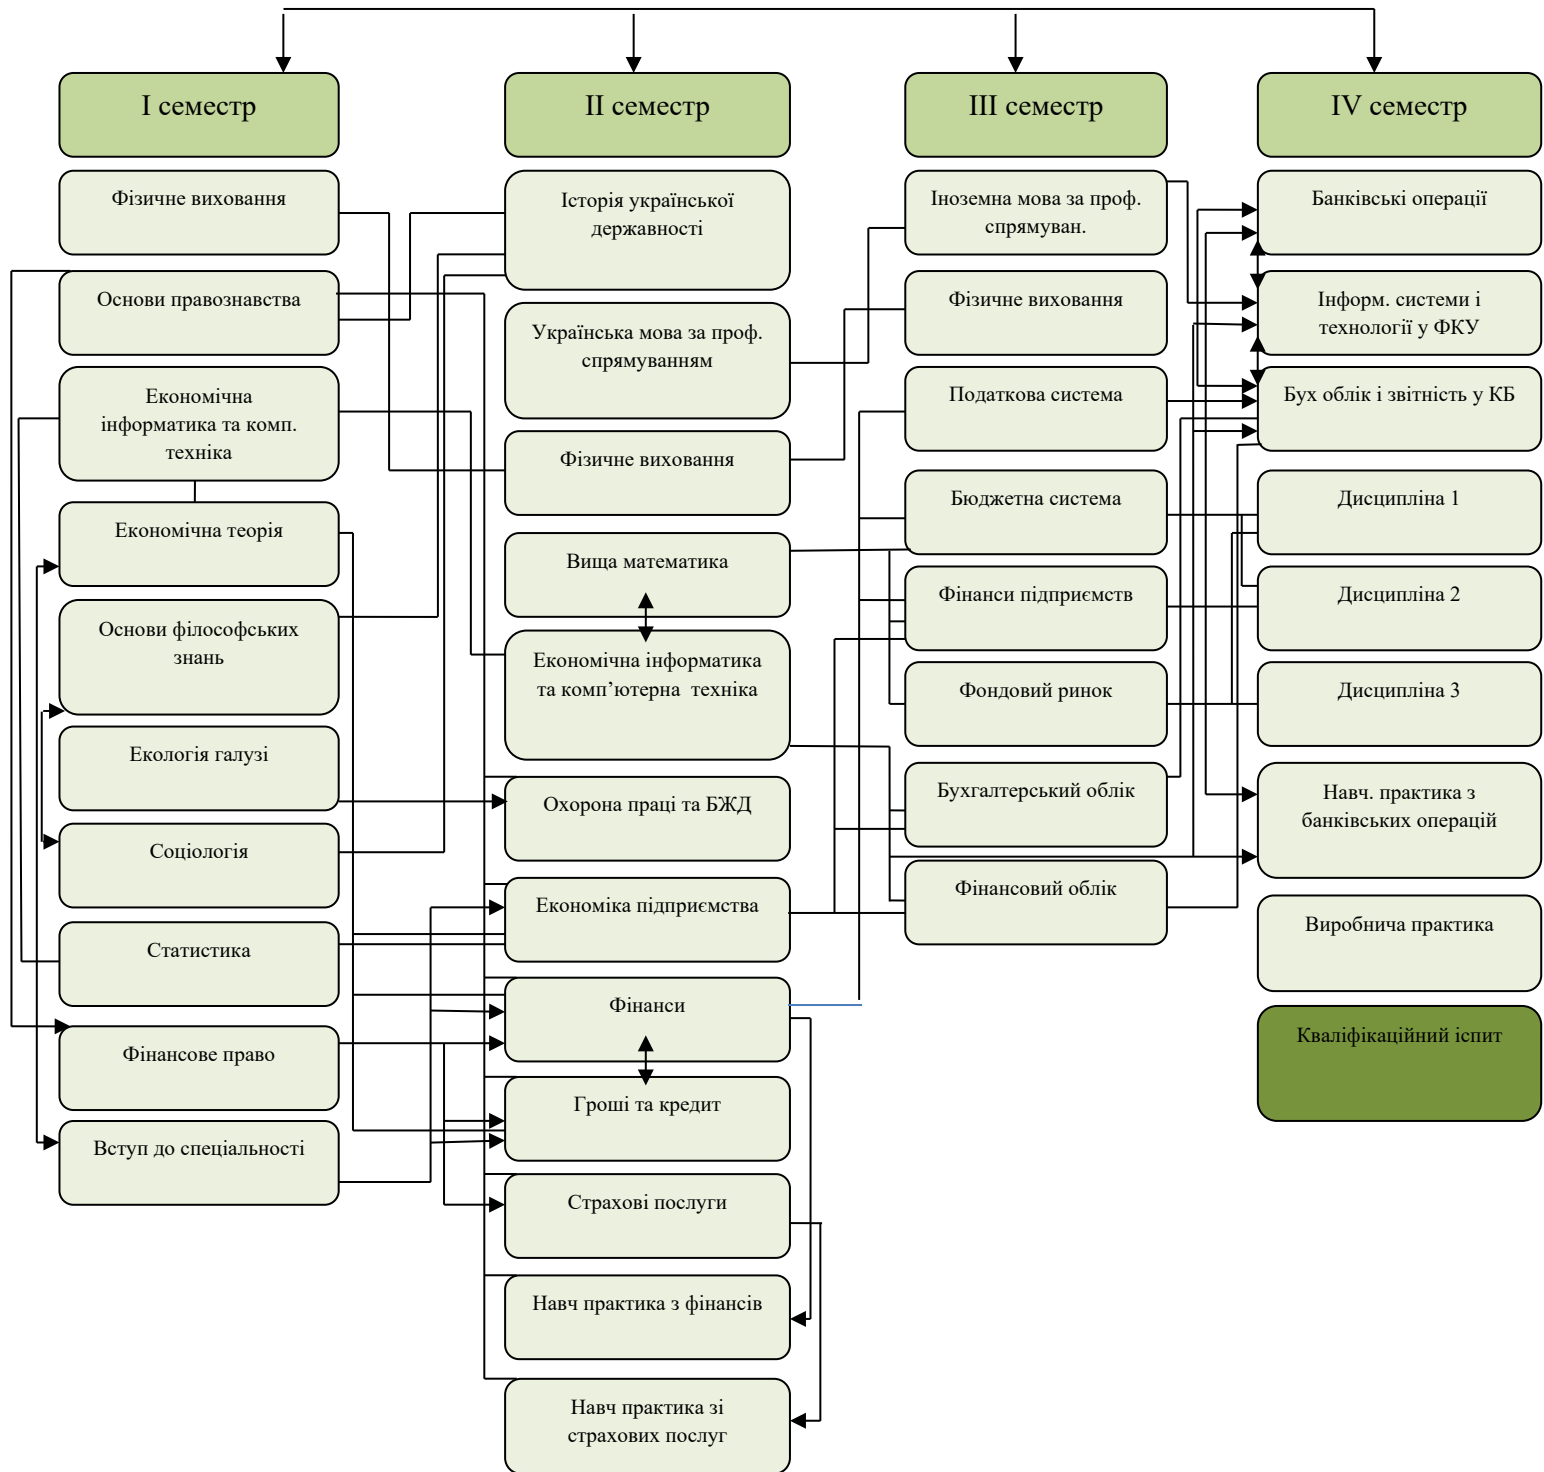 I семестр
II семестр
III семестр
IV семестр
Фізичне виховання
Основи правознавства
Економічна
інформатика та комп.
техніка
Економічна теорія
Основи філософських
знань
Екологія галузі
Соціологія
Статистика
Фінансове право
Вступ до спеціальності
Історія української
державності
Українська мова за проф.
спрямуванням
Фізичне виховання
Вища математика
Економічна інформатика
та комп’ютерна техніка
Охорона праці та БЖД
Економіка підприємства
Фінанси
Гроші та кредит
Страхові послуги
Навч практика з фінансів
Навч практика зі
страхових послуг
Іноземна мова за проф.
спрямуван.
Фізичне виховання
Податкова система
Бюджетна система
Фінанси підприємств
Фондовий ринок
Бухгалтерський облік
Фінансовий облік
Банківські операції
Інформ. системи і
технології у ФКУ
Бух облік і звітність у КБ
Дисципліна 1
Дисципліна 2
Дисципліна 3
Навч. практика з
банківських операцій
Виробнича практика
Кваліфікаційний іспит